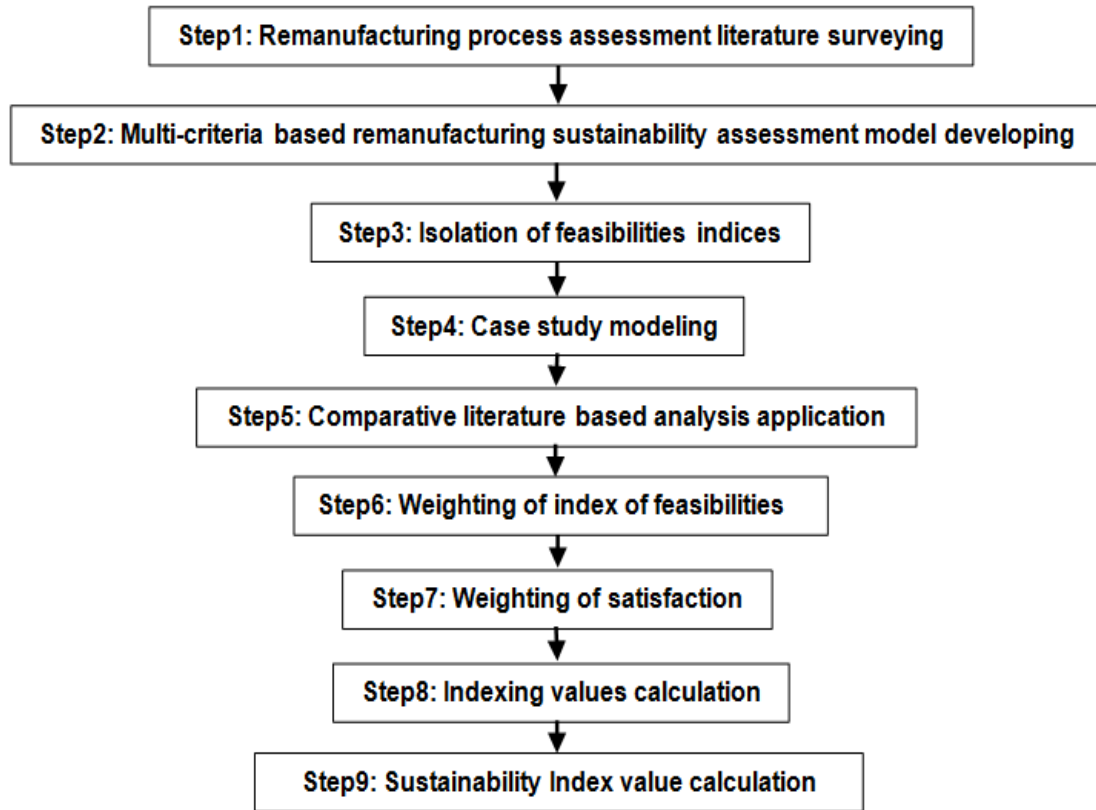 Step1: Remanufacturing process assessment literature surveying
Step2: Multi-criteria based remanufacturing sustainability assessment model developing
Step3: Isolation of feasibilities indices
Step4: Case study modeling
Step5: Comparative literature based analysis application
Step6: Weighting of index of feasibilities
Step7: Weighting of satisfaction
Step8: Indexing values calculation
Step9: Sustainability Index value calculation